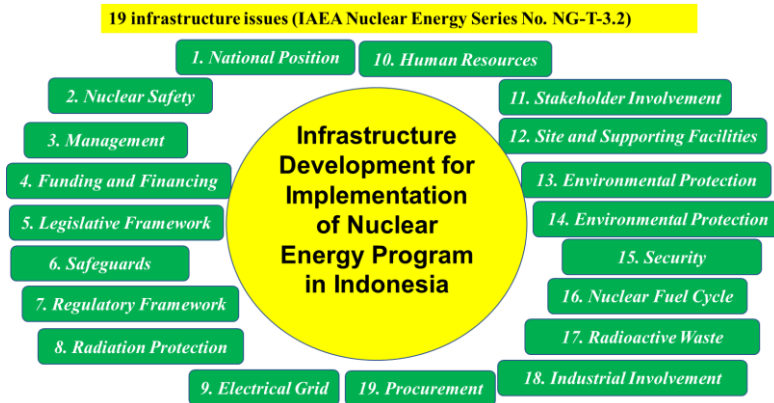 19 infrastructure issues (IAEA Nuclear Energy Series No. NG-T-3.2)
1. National Position
2. Nuclear Safety
3. Management
4. Funding and Financing
5. Legislative Framework
6. Safeguards
7. Regulatory Framework
8. Radiation Protection
9. Electrical Grid
Infrastructure
Development for
Implementation
of Nuclear
Energy Program
in Indonesia
10. Human Resources
11. Stakeholder Involvement
12. Site and Supporting Facilities
13. Environmental Protection
14. Environmental Protection
15. Security
16. Nuclear Fuel Cycle
17. Radioactive Waste
18. Industrial Involvement
19. Procurement